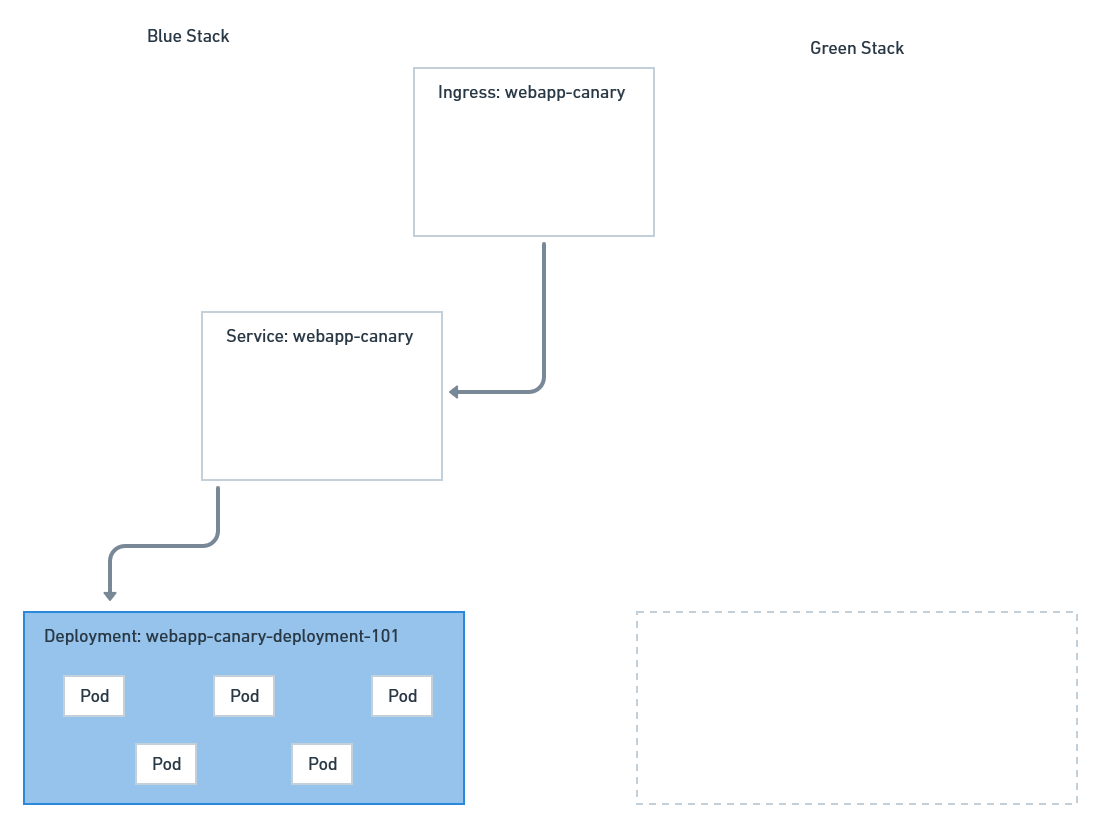 Blue Stack
Green Stack
Ingress: webapp-canary
Service: webapp-canary
Deployment: webapp-canary-deployment-101
Pod
Pod
Pod
Pod
Pod